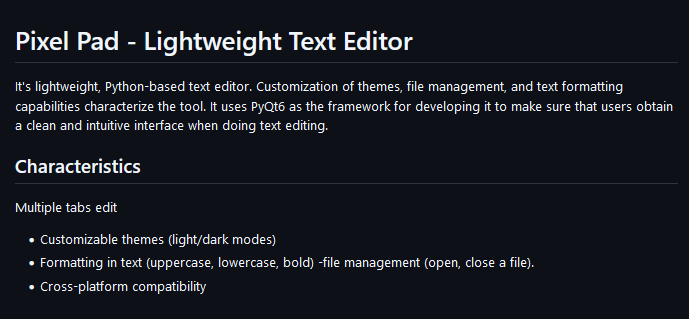 Pixel Pad - Lightweight Text Editor
It's lightweight, Python-based text editor. Customization of themes, file management, and text formatting
capabilities characterize the tool. It uses PyQt6 as the framework for developing it to make sure that users obtain
a clean and intuitive interface when doing text editing.
Characteristics
Multiple tabs edit
• Customizable themes (light/dark modes)
• Formatting in text (uppercase, lowercase, bold) -file management (open, close a file).
• Cross-platform compatibility